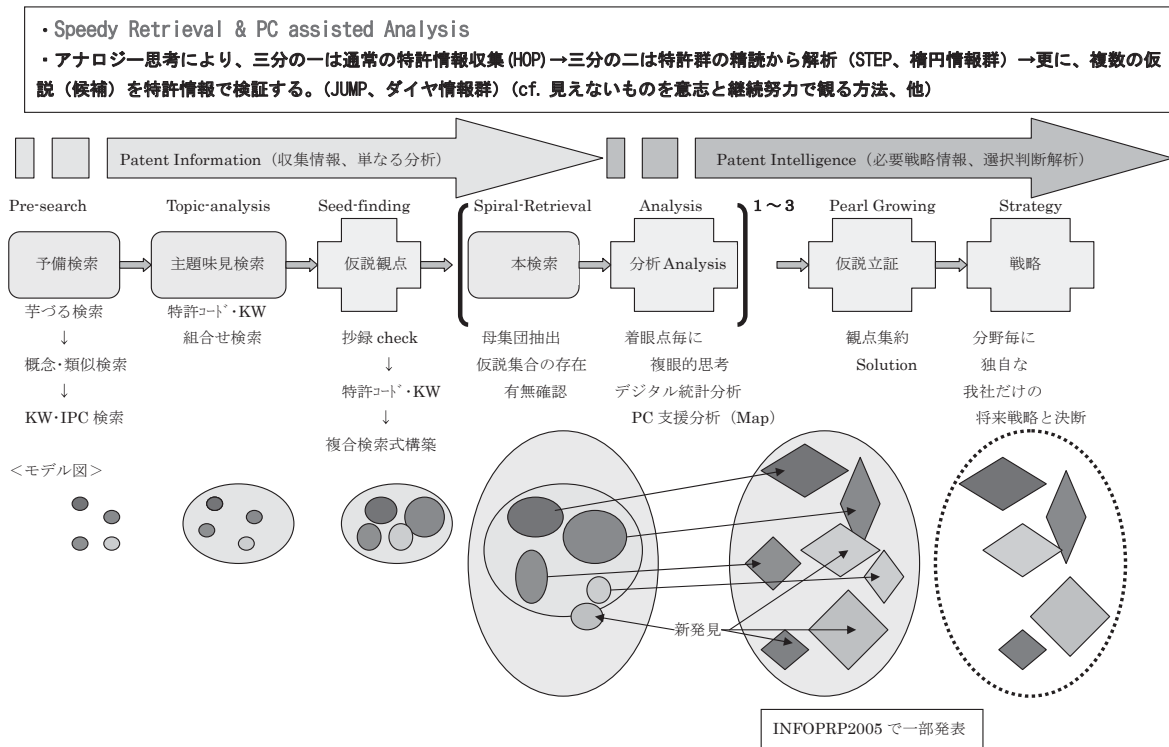 ・Speedy Retrieval & PC assisted Analysis
・アナロジー思考により、三分の一は通常の特許情報収集(HOP)→三分の二は特許群の精読から解析（STEP、楕円情報群）→更に、複数の仮
説（候補）を特許情報で検証する。（JUMP、ダイヤ情報群）（cf. 見えないものを意志と継続努力で観る方法、他）
Patent Information（収集情報、単なる分析）
Patent Intelligence（必要戦略情報、選択判断解析）
Pre-search
Topic-analysis
Seed-finding
Spiral-Retrieval
Analysis
1～3
Pearl Growing
Strategy
予備検索
主題味見検索
仮説観点
本検索
分析 Analysis
仮説立証
戦略
芋づる検索
↓
概念・類似検索
↓
KW・IPC 検索
特許ｺｰﾄﾞ・KW
組合せ検索
抄録 check
↓
特許ｺｰﾄﾞ・KW
↓
複合検索式構築
母集団抽出
仮説集合の存在
有無確認
着眼点毎に
複眼的思考
デジタル統計分析
PC 支援分析（Map）
観点集約
Solution
分野毎に
独自な
我社だけの
将来戦略と決断
＜モデル図＞
新発見
INFOPRP2005 で一部発表